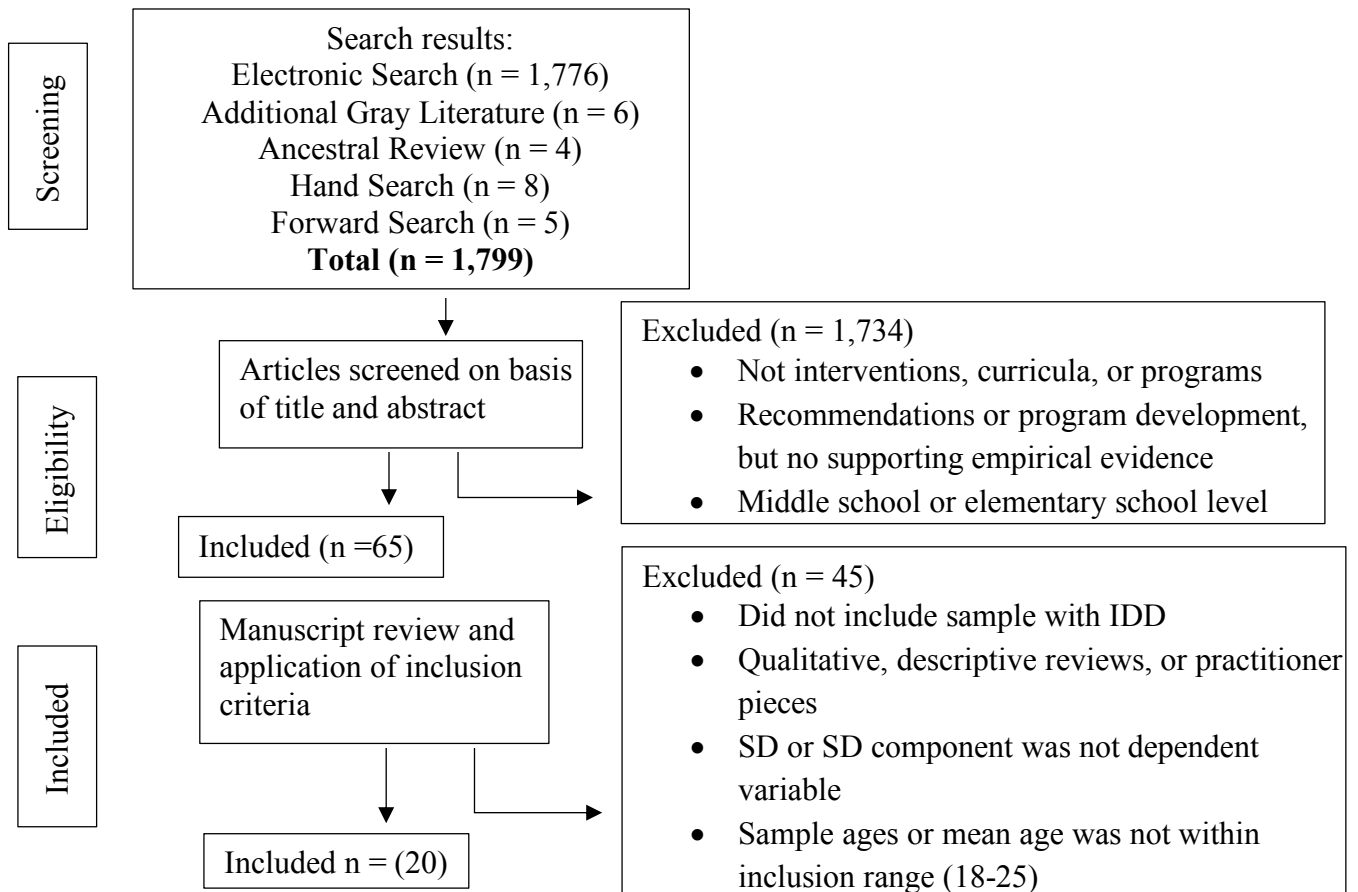 Screening
Search results:
Electronic Search (n = 1,776)
Additional Gray Literature (n = 6)
Ancestral Review (n = 4)
Hand Search (n = 8)
Forward Search (n = 5)
Total (n = 1,799)
Eligibility
Articles screened on basis
of title and abstract
Excluded (n = 1,734)
• Not interventions, curricula, or programs
• Recommendations or program development,
but no supporting empirical evidence
• Middle school or elementary school level
Included (n =65)
Included
Manuscript review and
application of inclusion
criteria
Excluded (n = 45)
• Did not include sample with IDD
• Qualitative, descriptive reviews, or practitioner
pieces
• SD or SD component was not dependent
variable
• Sample ages or mean age was not within
inclusion range (18-25)
Included n = (20)